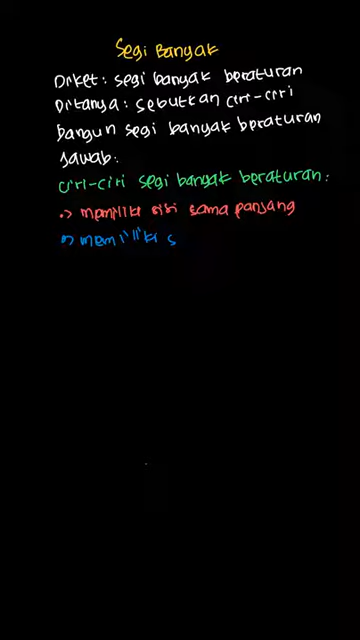 Segi Banyak
Diket: segi banyak beraturan
Ditanya: sebutkan ciri-ciri
bangun segi banyak beraturan
Jawab:
Ciri-ciri segi banyak beraturan:
•> memiliki sisi sama panjang
•> memiliki s